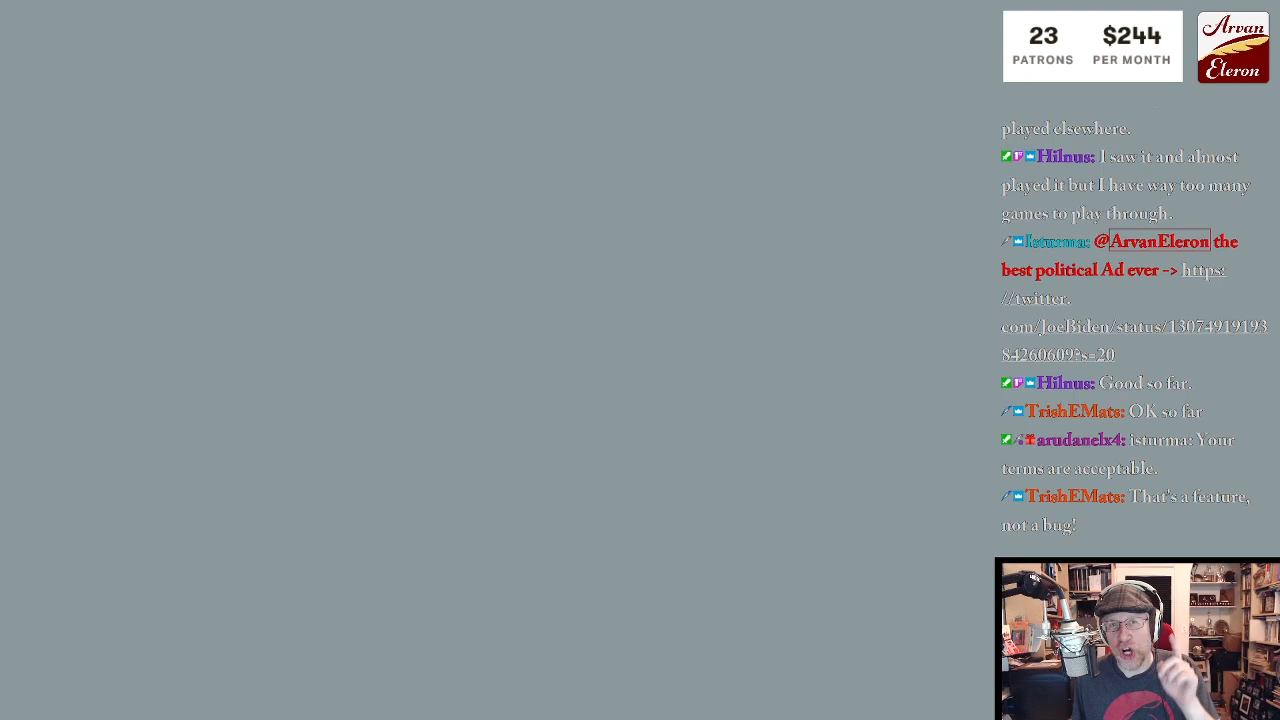 23
PATRONS
$244
PER MONTH
Arvan
Eleron
played elsewhere.
Hilnus: I saw it and almost
played it but I have way too many
games to play through.
Isturma: @ArvanEleron the
best political Ad ever -> https:
//twitter.
com/JoeBiden/status/13074919193
84260609?s=20
Hilnus: Good so far.
TrishEMats: OK so far
arudanelx4: isturma: Your
terms are acceptable.
TrishEMats: That's a feature,
not a bug!